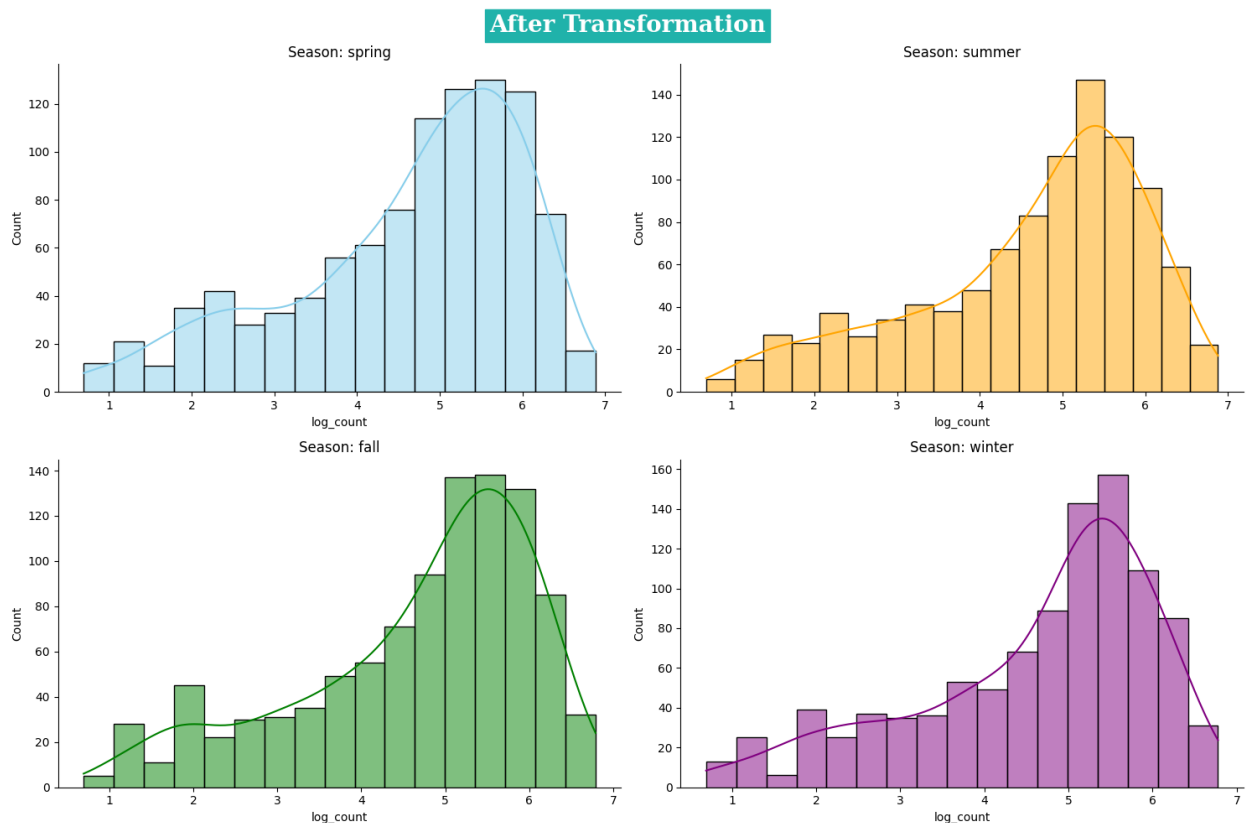 After Transformation
Season: spring
Count
120
100
80
60
40
20
0
1 2 3 4 5 6 7
log_count
Season: summer
Count
140
120
100
80
60
40
20
0
1 2 3 4 5 6 7
log_count
Season: fall
Count
140
120
100
80
60
40
20
0
1 2 3 4 5 6 7
log_count
Season: winter
Count
160
140
120
100
80
60
40
20
0
1 2 3 4 5 6 7
log_count